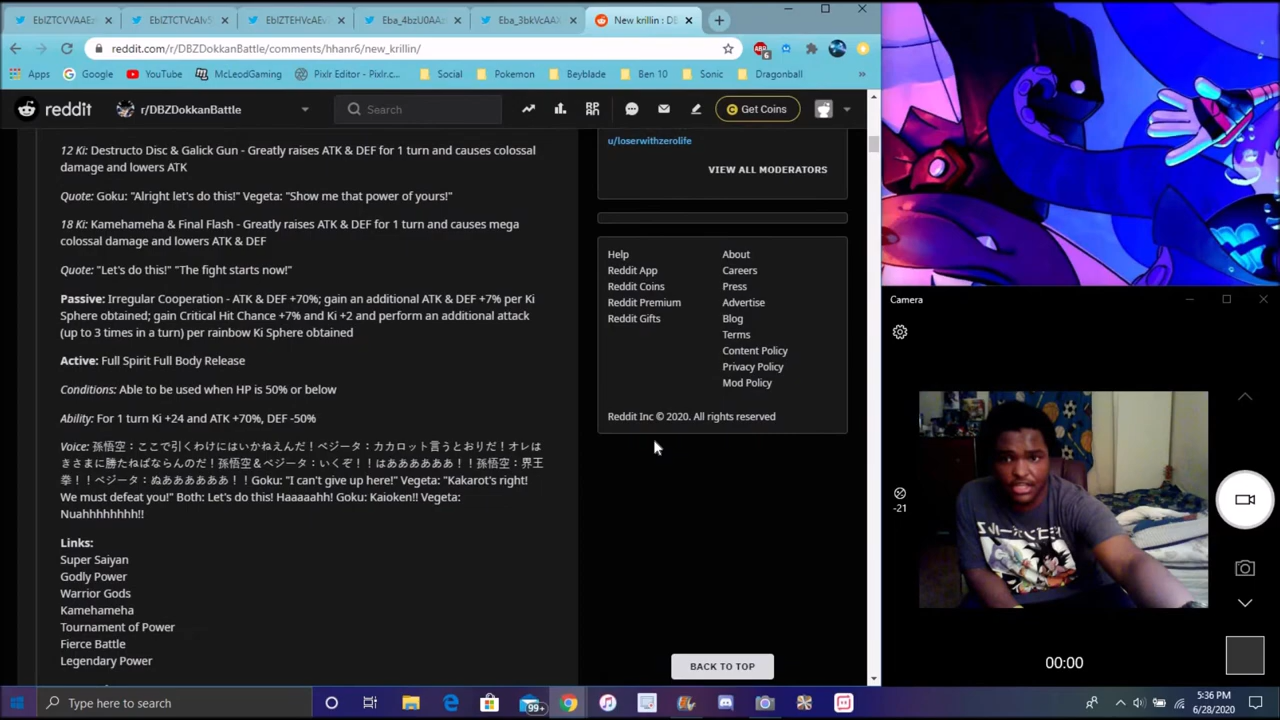 EbIZTCVVAAE
EbIZTCTVcAIvS
EbIZTEHVcAEv
Eba_4bzU0AAz
Eba_3bkVcAAX
New krillin : DB
reddit.com/r/DBZDokkanBattle/comments/hhanr6/new_krillin/
6
Apps
Google
YouTube
McLeodGaming
Pixlr Editor - Pixlr.c...
Social
Pokemon
Beyblade
Ben 10
Sonic
Dragonball
»
reddit
r/DBZDokkanBattle
Search
Get Coins
12 Ki: Destructo Disc & Galick Gun - Greatly raises ATK & DEF for 1 turn and causes colossal
damage and lowers ATK
Quote: Goku: "Alright let's do this!" Vegeta: "Show me that power of yours!"
18 Ki: Kamehameha & Final Flash - Greatly raises ATK & DEF for 1 turn and causes mega
colossal damage and lowers ATK & DEF
Quote: "Let's do this!" "The fight starts now!"
Passive: Irregular Cooperation - ATK & DEF +70%; gain an additional ATK & DEF +7% per Ki
Sphere obtained; gain Critical Hit Chance +7% and Ki +2 and perform an additional attack
(up to 3 times in a turn) per rainbow Ki Sphere obtained
Active: Full Spirit Full Body Release
Conditions: Able to be used when HP is 50% or below
Ability: For 1 turn Ki +24 and ATK +70%, DEF -50%
Voice: 孫悟空：ここで引くわけにはいかねえんだ！ベジータ：カカロット言うとおりだ！オレは
きさまに勝たねばならんのだ！孫悟空＆ベジータ：いくぞ！！はああああああ！！孫悟空：界王
拳！！ベジータ：ぬああああああ！！Goku: "I can't give up here!" Vegeta: "Kakarot's right!
We must defeat you!" Both: Let's do this! Haaaaah! Goku: Kaioken!! Vegeta:
Nuahhhhhhhh!!
Links:
Super Saiyan
Godly Power
Warrior Gods
Kamehameha
Tournament of Power
Fierce Battle
Legendary Power
u/loserwithzerolife
VIEW ALL MODERATORS
Help
About
Reddit App
Careers
Reddit Coins
Press
Reddit Premium
Advertise
Reddit Gifts
Blog
Terms
Content Policy
Privacy Policy
Mod Policy
Reddit Inc © 2020. All rights reserved
BACK TO TOP
Camera
-21
00:00
Type here to search
99+
5:36 PM
6/28/2020